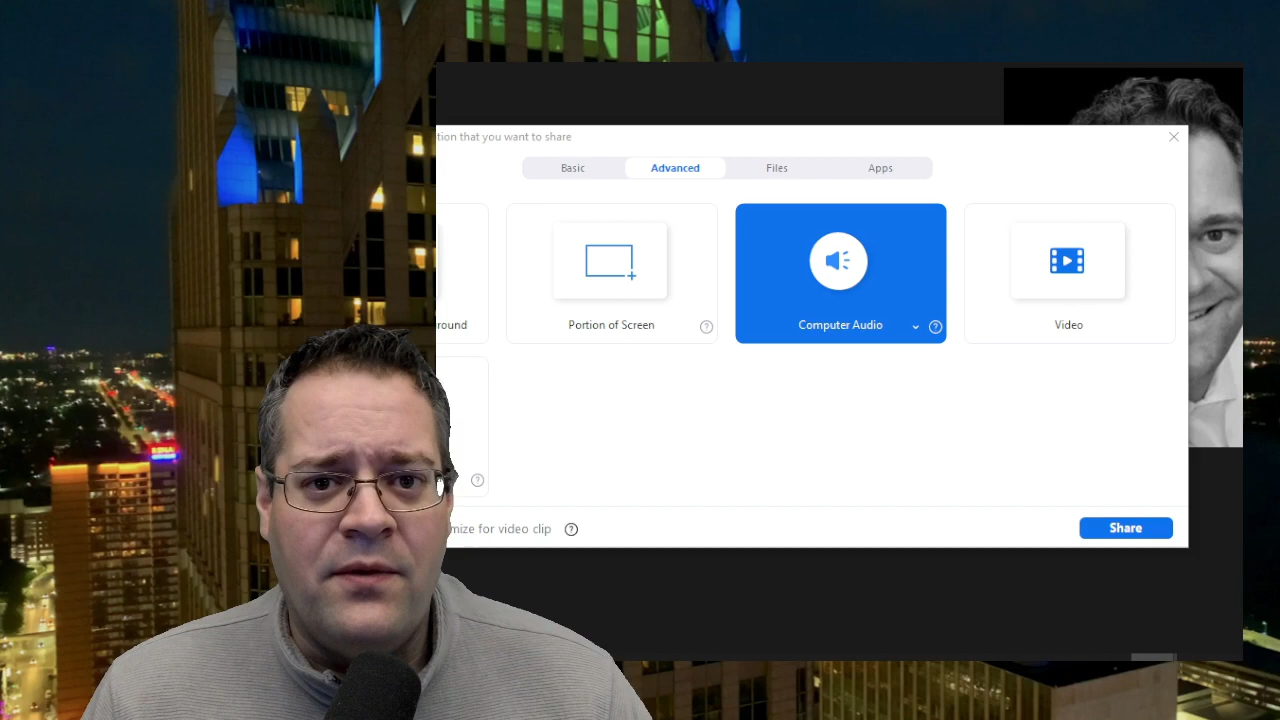 tion that you want to share
Basic Advanced Files Apps
round Portion of Screen Computer Audio Video
mize for video clip
Share